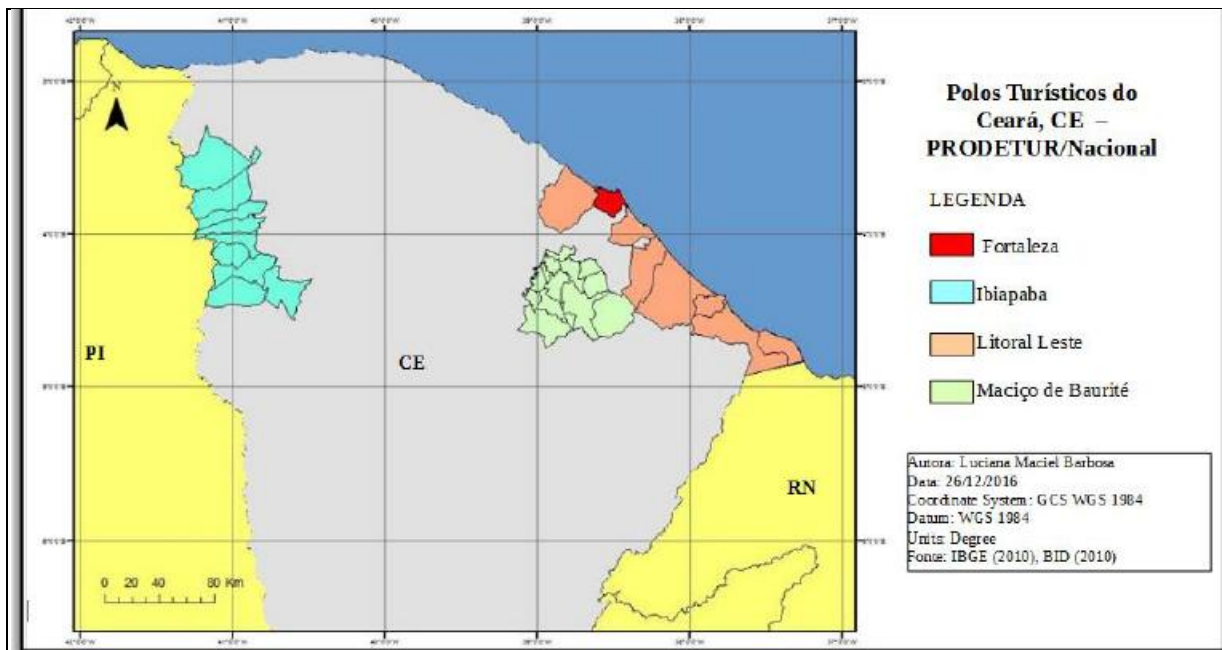 Polos Turísticos do
Ceará, CE –
PRODETUR/Nacional
LEGENDA
Fortaleza
Ibiapaba
Litoral Leste
Maciço de Baurité
N
PI
CE
RN
0 20 40 80 Km
Autora: Luciana Maciel Barbosa
Data: 26/12/2016
Coordinate System: GCS WGS 1984
Datum: WGS 1984
Units: Degree
Fonte: IBGE (2010), BID (2010)